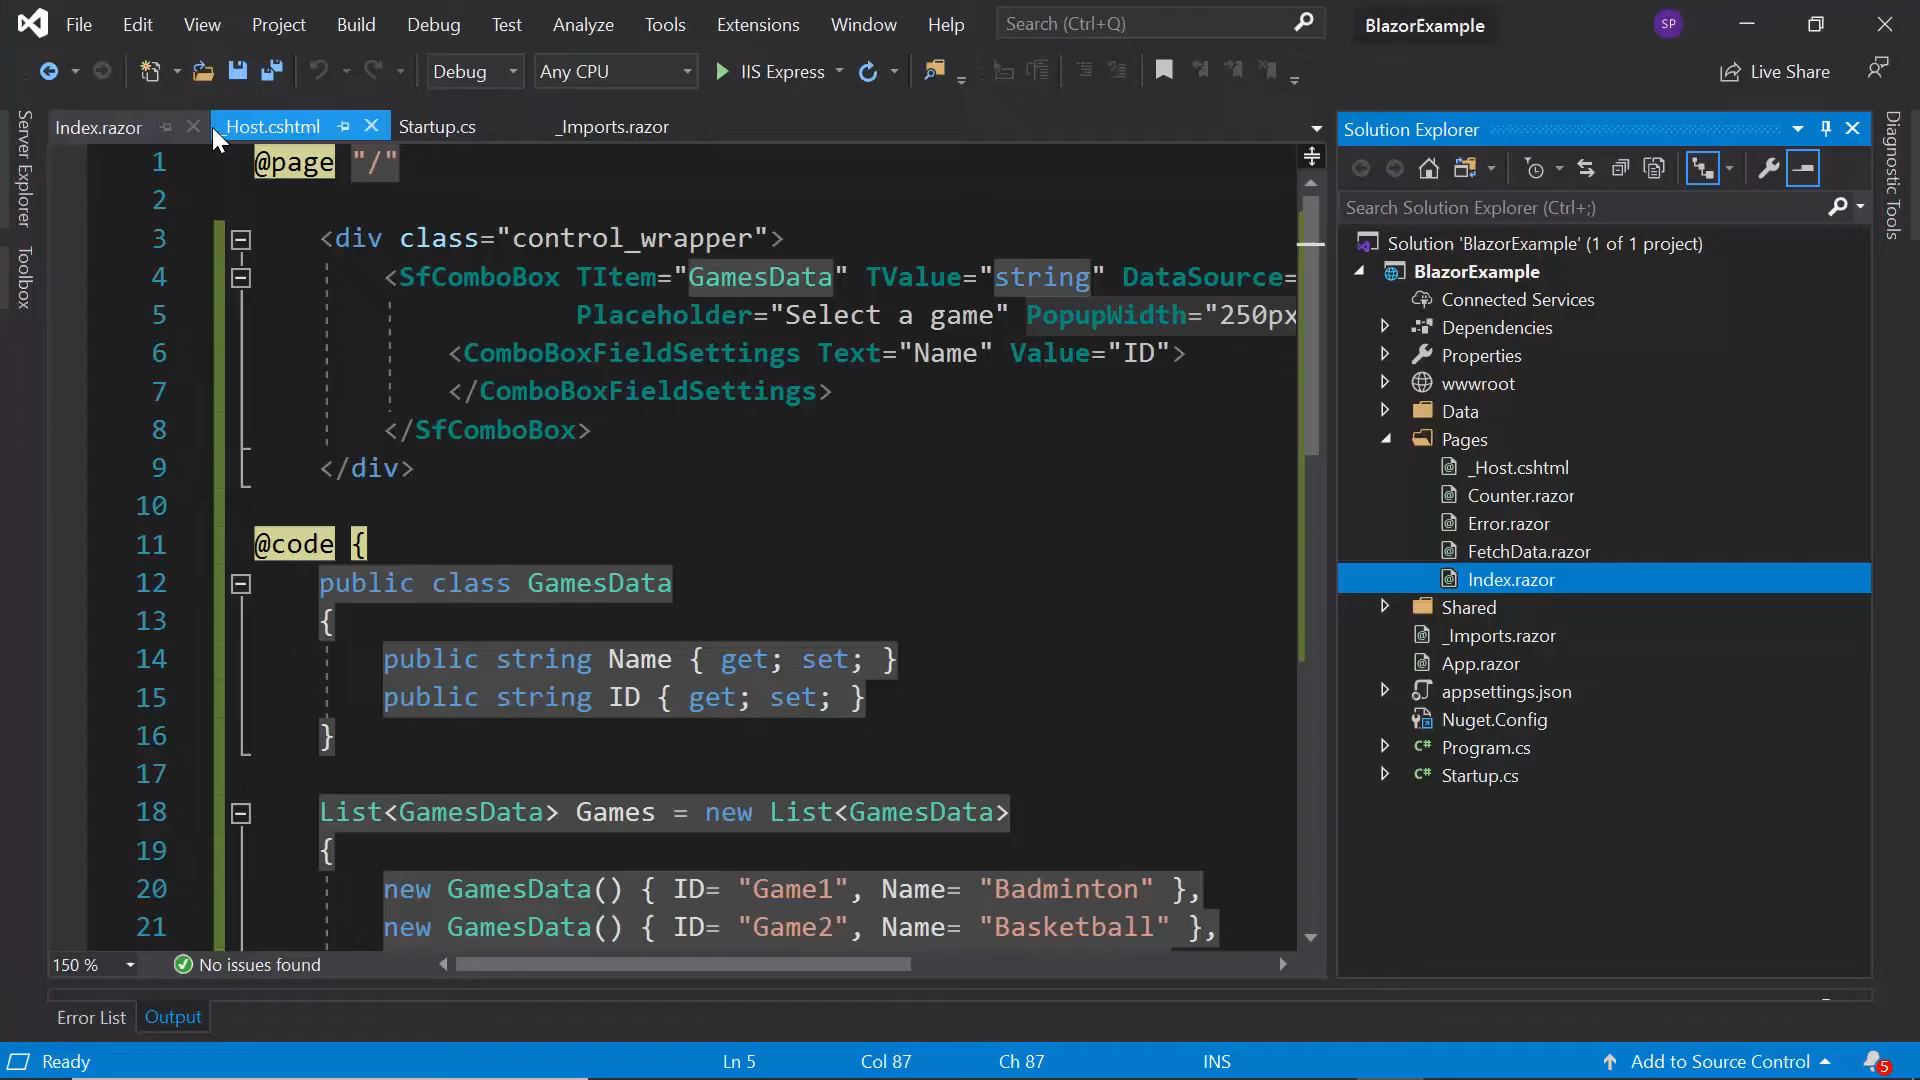 File Edit View Project Build Debug Test Analyze Tools Extensions Window Help Search (Ctrl+Q) BlazorExample SP
Debug Any CPU IIS Express Live Share
Server Explorer
Toolbox
Index.razor _Host.cshtml Startup.cs _Imports.razor
1 @page "/"
2
3 <div class="control_wrapper">
4 <SfComboBox TItem="GamesData" TValue="string" DataSource=
5 Placeholder="Select a game" PopupWidth="250px
6 <ComboBoxFieldSettings Text="Name" Value="ID">
7 </ComboBoxFieldSettings>
8 </SfComboBox>
9 </div>
10
11 @code {
12 public class GamesData
13 {
14 public string Name { get; set; }
15 public string ID { get; set; }
16 }
17
18 List<GamesData> Games = new List<GamesData>
19 {
20 new GamesData() { ID= "Game1", Name= "Badminton" },
21 new GamesData() { ID= "Game2", Name= "Basketball" },
150 % No issues found
Solution Explorer
Search Solution Explorer (Ctrl+;)
Solution 'BlazorExample' (1 of 1 project)
BlazorExample
Connected Services
Dependencies
Properties
wwwroot
Data
Pages
_Host.cshtml
Counter.razor
Error.razor
FetchData.razor
Index.razor
Shared
_Imports.razor
App.razor
appsettings.json
Nuget.Config
C# Program.cs
C# Startup.cs
Diagnostic Tools
Error List Output
Ready Ln 5 Col 87 Ch 87 INS Add to Source Control 5